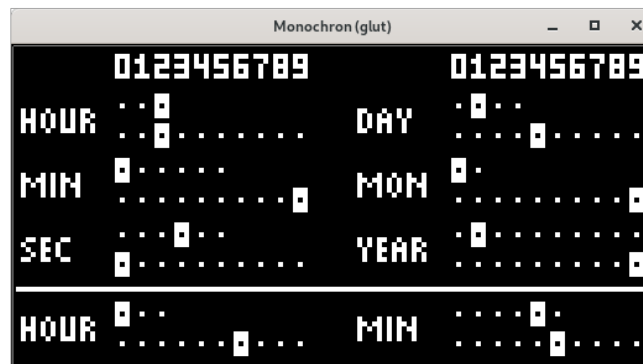 Monochron (glut)
0123456789 0123456789
HOUR DAY
MIN MON
SEC YEAR
HOUR MIN